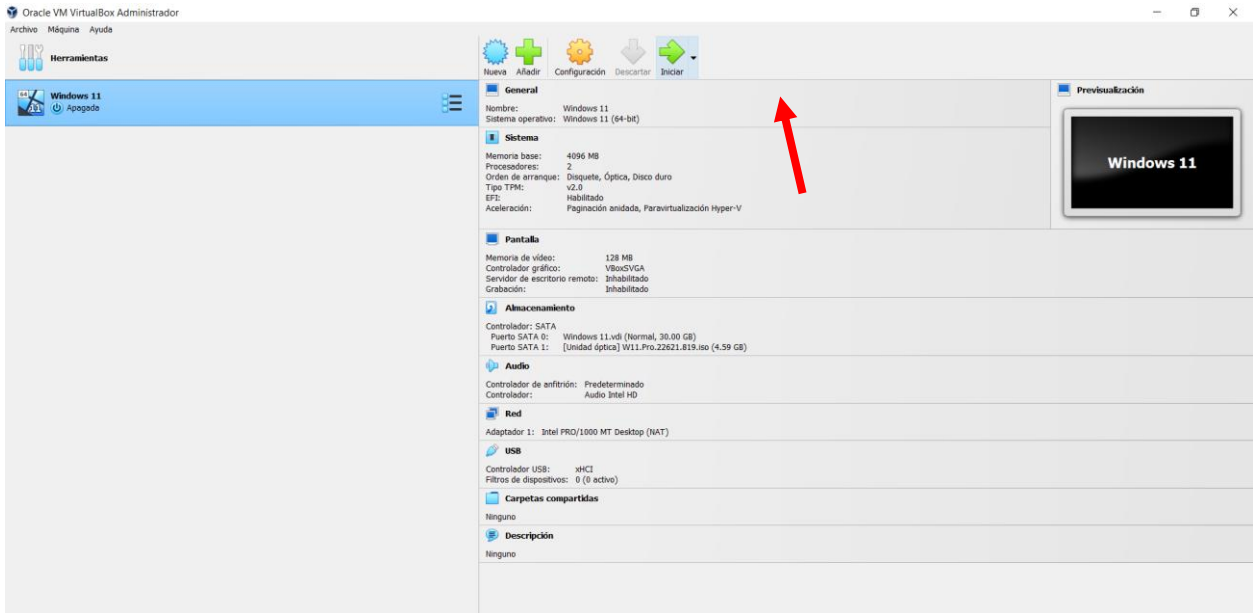 Oracle VM VirtualBox Administrador
Archivo Máquina Ayuda
Herramientas
Nueva Añadir Configuración Descartar Iniciar
Windows 11
Apagada
General
Nombre: Windows 11
Sistema operativo: Windows 11 (64-bit)
Previsualización
Windows 11
Sistema
Memoria base: 4096 MB
Procesadores: 2
Orden de arranque: Disquete, Óptica, Disco duro
Tipo TPM: v2.0
EFI: Habilitado
Aceleración: Paginación anidada, Paravirtualización Hyper-V
Pantalla
Memoria de vídeo: 128 MB
Controlador gráfico: VBoxSVGA
Servidor de escritorio remoto: Inhabilitado
Grabación: Inhabilitado
Almacenamiento
Controlador: SATA
Puerto SATA 0: Windows 11.vdi (Normal, 30.00 GB)
Puerto SATA 1: [Unidad óptica] W11.Pro.22621.819.iso (4.59 GB)
Audio
Controlador de anfitrión: Predeterminado
Controlador: Audio Intel HD
Red
Adaptador 1: Intel PRO/1000 MT Desktop (NAT)
USB
Controlador USB: xHCI
Filtros de dispositivos: 0 (0 activo)
Carpetas compartidas
Ninguno
Descripción
Ninguno